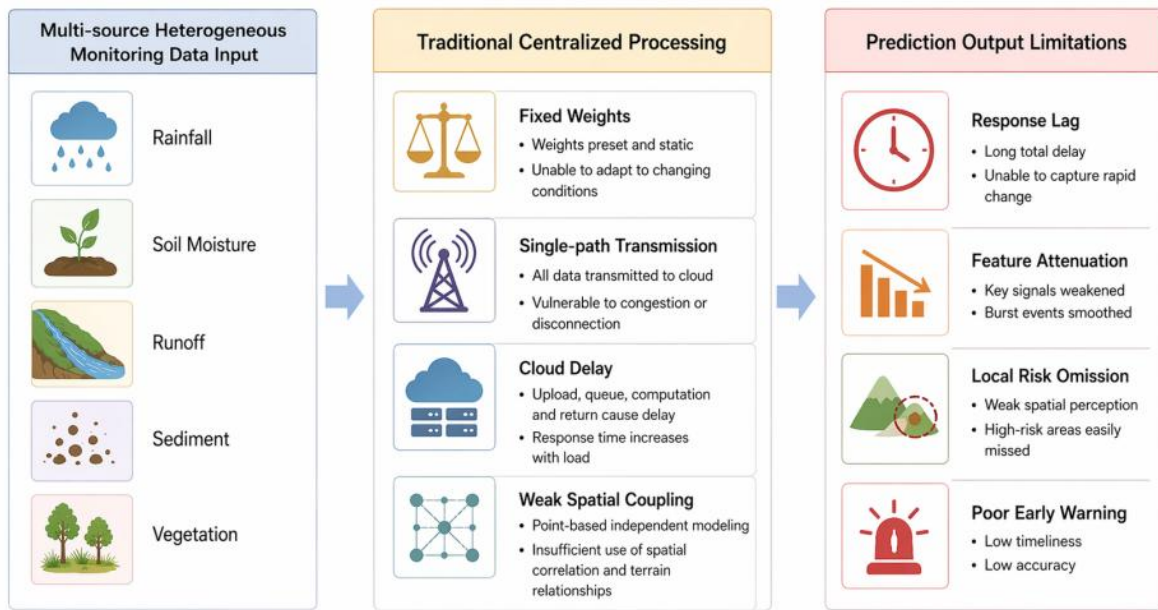 Multi-source Heterogeneous
Monitoring Data Input
Rainfall
Soil Moisture
Runoff
Sediment
Vegetation
Traditional Centralized Processing
Fixed Weights
• Weights preset and static
• Unable to adapt to changing
conditions
Single-path Transmission
• All data transmitted to cloud
• Vulnerable to congestion or
disconnection
Cloud Delay
• Upload, queue, computation
and return cause delay
• Response time increases
with load
Weak Spatial Coupling
• Point-based independent modeling
• Insufficient use of spatial
correlation and terrain
relationships
Prediction Output Limitations
Response Lag
• Long total delay
• Unable to capture rapid
change
Feature Attenuation
• Key signals weakened
• Burst events smoothed
Local Risk Omission
• Weak spatial perception
• High-risk areas easily
missed
Poor Early Warning
• Low timeliness
• Low accuracy